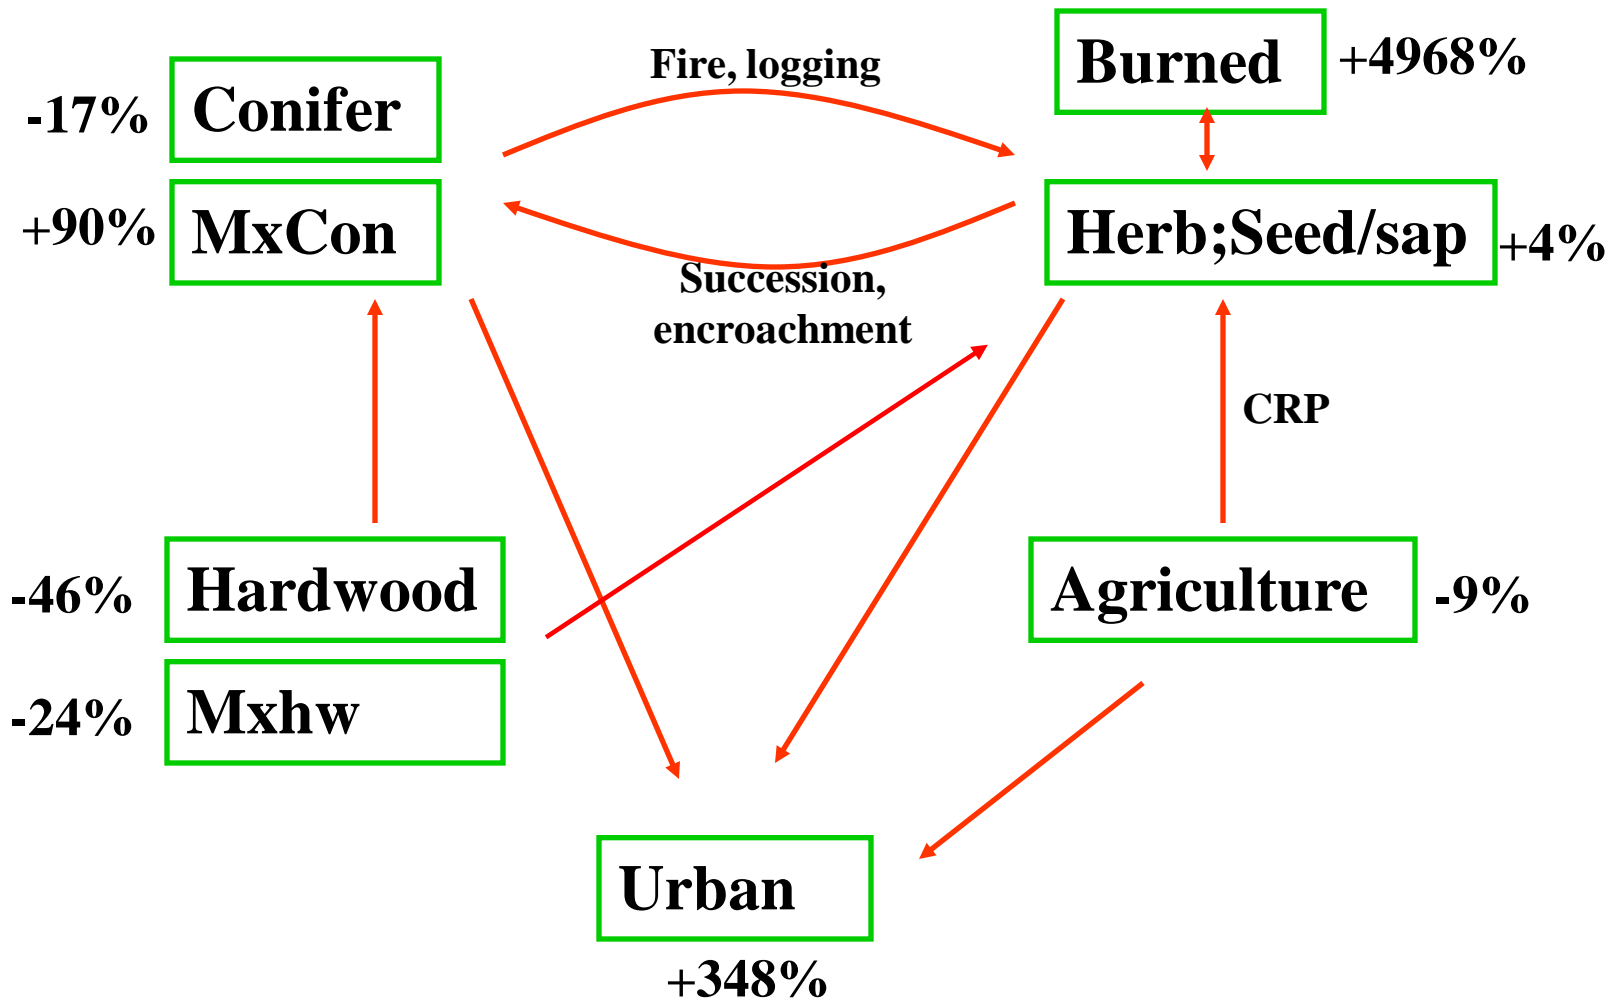 Fire, logging
Burned
+4968%
-17%
Conifer
+90%
MxCon
Herb;Seed/sap
+4%
Succession,
encroachment
CRP
-46%
Hardwood
Agriculture
-9%
-24%
Mxhw
Urban
+348%